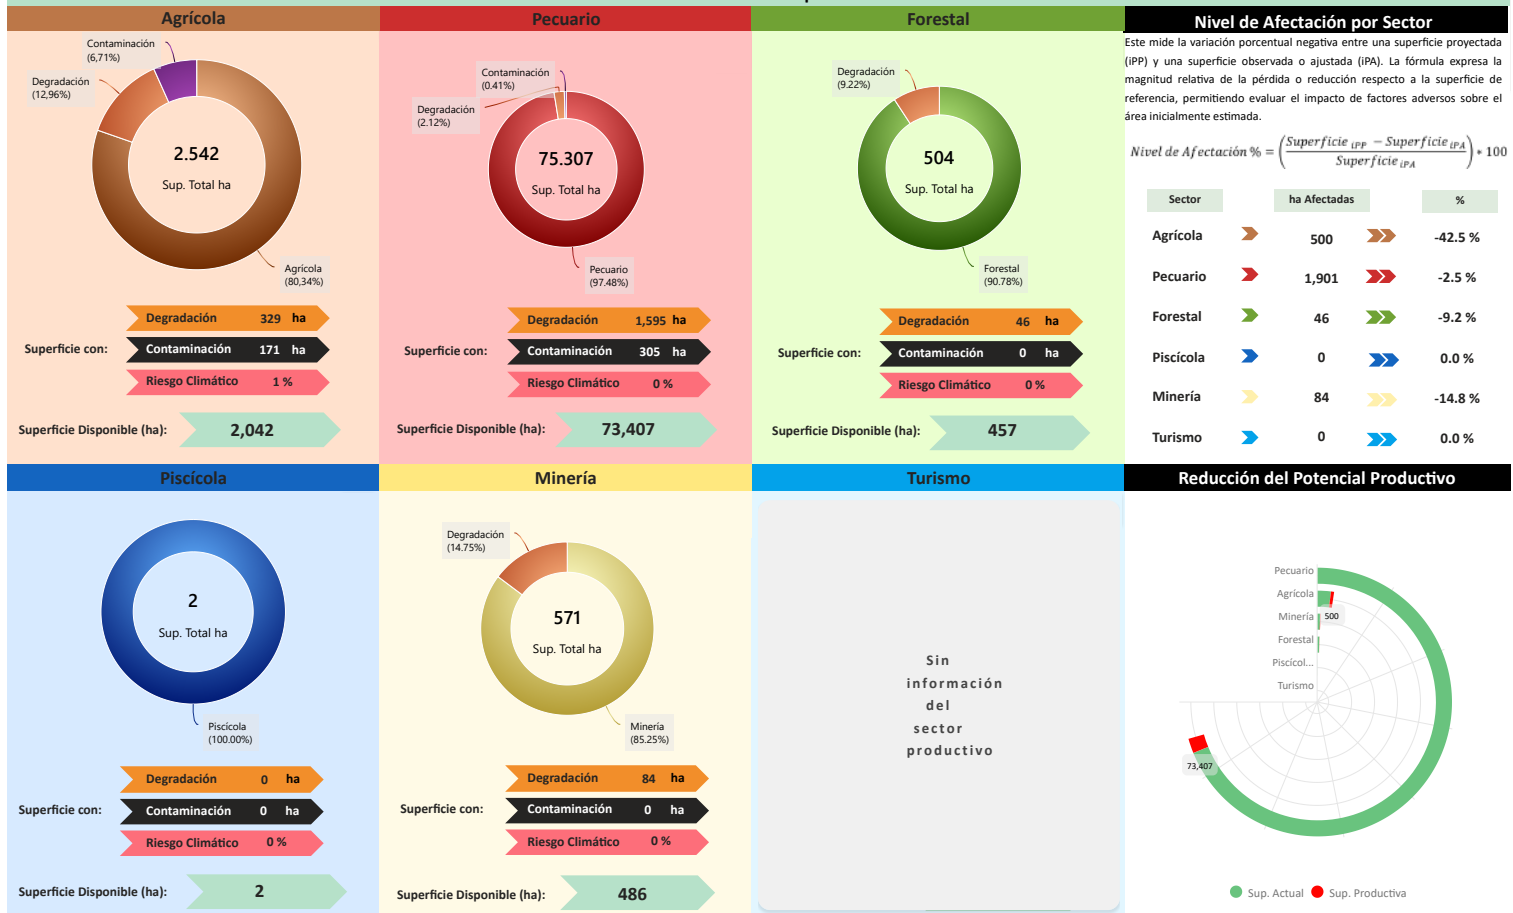 Agrícola
Contaminación
(6,71%)
Degradación
(12,96%)
2.542
Sup. Total ha
Agrícola
(80,34%)
Superficie con:
Degradación 329 ha
Contaminación 171 ha
Riesgo Climático 1 %
Superficie Disponible (ha): 2,042
Pecuario
Contaminación
(0.41%)
Degradación
(2.12%)
75.307
Sup. Total ha
Pecuario
(97.48%)
Superficie con:
Degradación 1,595 ha
Contaminación 305 ha
Riesgo Climático 0 %
Superficie Disponible (ha): 73,407
Forestal
Degradación
(9.22%)
504
Sup. Total ha
Forestal
(90.78%)
Superficie con:
Degradación 46 ha
Contaminación 0 ha
Riesgo Climático 0 %
Superficie Disponible (ha): 457
Nivel de Afectación por Sector
Este mide la variación porcentual negativa entre una superficie proyectada
(iPP) y una superficie observada o ajustada (iPA). La fórmula expresa la
magnitud relativa de la pérdida o reducción respecto a la superficie de
referencia, permitiendo evaluar el impacto de factores adversos sobre el
área inicialmente estimada.
Nivel de Afectación % = (Superficie iPP − Superficie iPA / Superficie iPA) * 100
Sector ha Afectadas %
Agrícola 500 -42.5 %
Pecuario 1,901 -2.5 %
Forestal 46 -9.2 %
Piscícola 0 0.0 %
Minería 84 -14.8 %
Turismo 0 0.0 %
Piscícola
2
Sup. Total ha
Piscícola
(100.00%)
Superficie con:
Degradación 0 ha
Contaminación 0 ha
Riesgo Climático 0 %
Superficie Disponible (ha): 2
Minería
Degradación
(14.75%)
571
Sup. Total ha
Minería
(85.25%)
Superficie con:
Degradación 84 ha
Contaminación 0 ha
Riesgo Climático 0 %
Superficie Disponible (ha): 486
Turismo
Sin
información
del
sector
productivo
Reducción del Potencial Productivo
Pecuario
Agrícola
Minería
Forestal
Piscícol...
Turismo
500
73,407
Sup. Actual Sup. Productiva